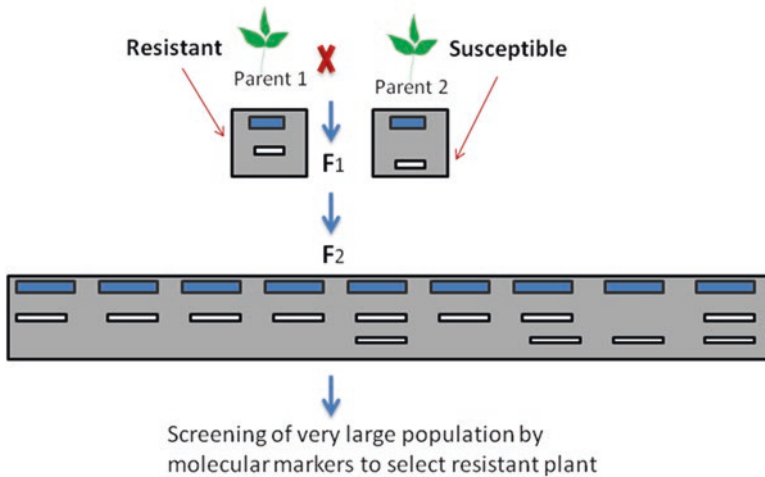 Resistant
Susceptible
Parent 1
X
Parent 2
F1
F2
Screening of very large population by
molecular markers to select resistant plant